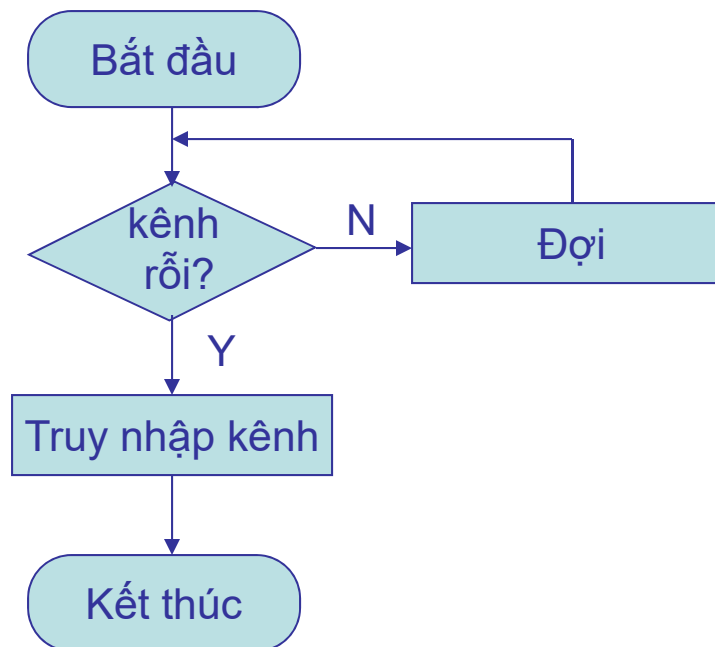 Bắt đầu
kênh
rỗi?
N
Đợi
Y
Truy nhập kênh
Kết thúc